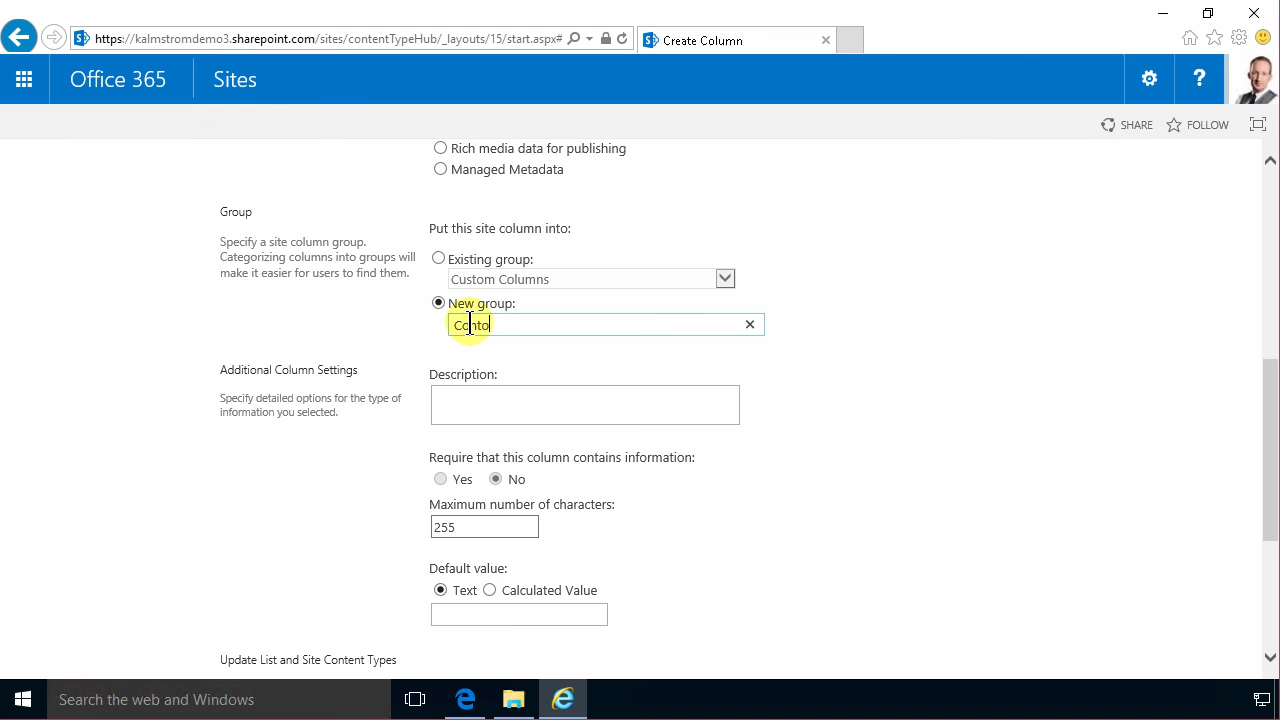 https://kalmstromdemo3.sharepoint.com/sites/contentTypeHub/_layouts/15/start.aspx#
Create Column
Office 365
Sites
?
SHARE
FOLLOW
Rich media data for publishing
Managed Metadata
Group
Specify a site column group.
Categorizing columns into groups will
make it easier for users to find them.
Put this site column into:
Existing group:
Custom Columns
New group:
Conto
Additional Column Settings
Specify detailed options for the type of
information you selected.
Description:
Require that this column contains information:
Yes No
Maximum number of characters:
255
Default value:
Text Calculated Value
Update List and Site Content Types
Search the web and Windows